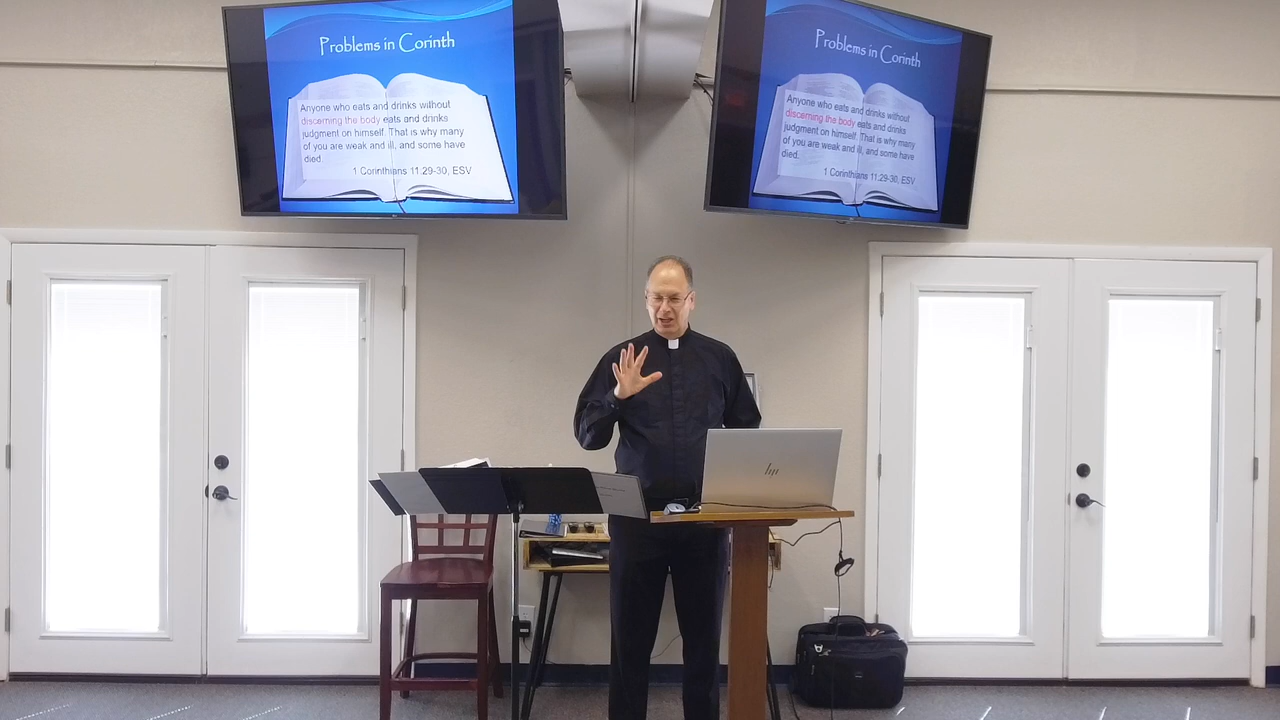 Problems in Corinth
Anyone who eats and drinks without
discerning the body eats and drinks
judgment on himself. That is why many
of you are weak and ill, and some have
died.
1 Corinthians 11:29-30, ESV
Problems in Corinth
Anyone who eats and drinks without
discerning the body eats and drinks
judgment on himself. That is why many
of you are weak and ill, and some have
died.
1 Corinthians 11:29-30, ESV
hp